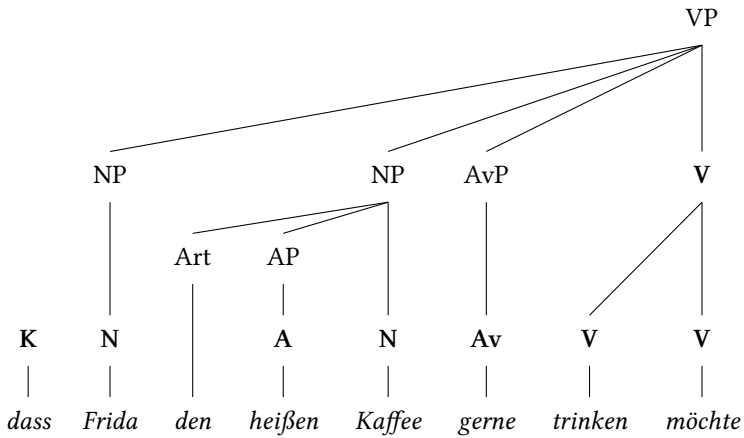 VP
NP NP AvP V
Art AP
K N A N Av V V
dass Frida den heißen Kaffee gerne trinken möchte